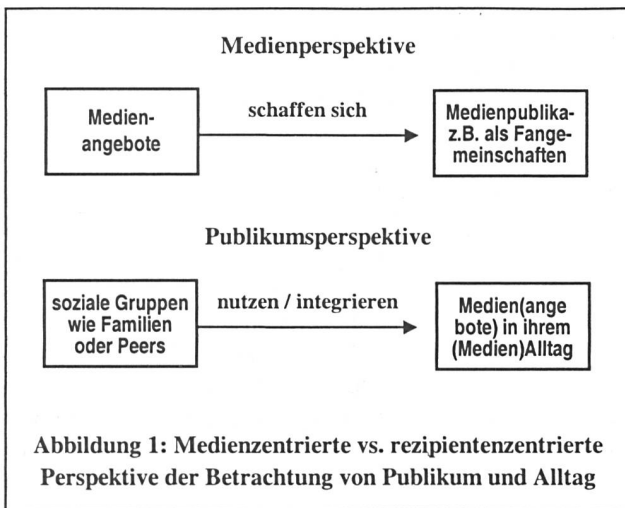 Medienperspektive
Medien-
angebote
schaffen sich
Medienpublika-
z.B. als Fange-
meinschaften
Publikumsperspektive
soziale Gruppen
wie Familien
oder Peers
nutzen / integrieren
Medien(ange
bote) in ihrem
(Medien)Alltag
Abbildung 1: Medienzentrierte vs. rezipientenzentrierte
Perspektive der Betrachtung von Publikum und Alltag